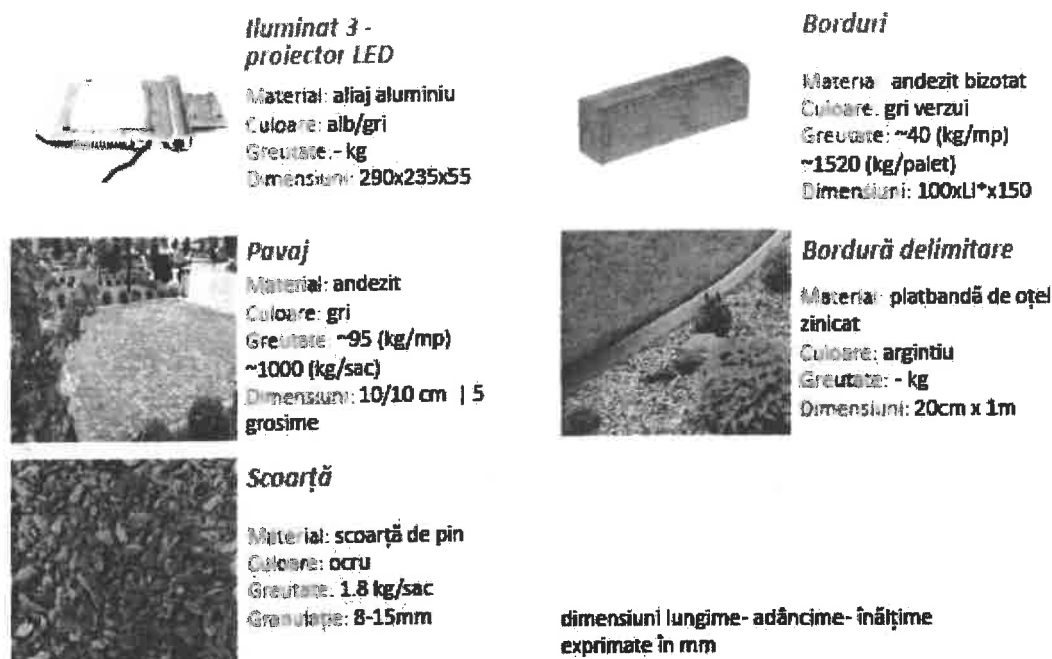 Iluminat 3 -
proiector LED
Material: aliaj aluminiu
Culoare: alb/gri
Greutate: - kg
Dimensiuni: 290x235x55
Borduri
Material andezit bizotat
Culoare: gri verzui
Greutate: ~40 (kg/mp)
~1520 (kg/palet)
Dimensiuni: 100xLI*x150
Pavaj
Material: andezit
Culoare: gri
Greutate: ~95 (kg/mp)
~1000 (kg/sac)
Dimensiuni: 10/10 cm | 5
grosime
Bordură delimitare
Material platbandă de oțel
zinicat
Culoare: argintiu
Greutate: - kg
Dimensiuni: 20cm x 1m
Scoarță
Material: scoarță de pin
Culoare: ocru
Greutate: 1.8 kg/sac
Granulație: 8-15mm
dimensiuni lungime- adâncime- înălțime
exprimate în mm